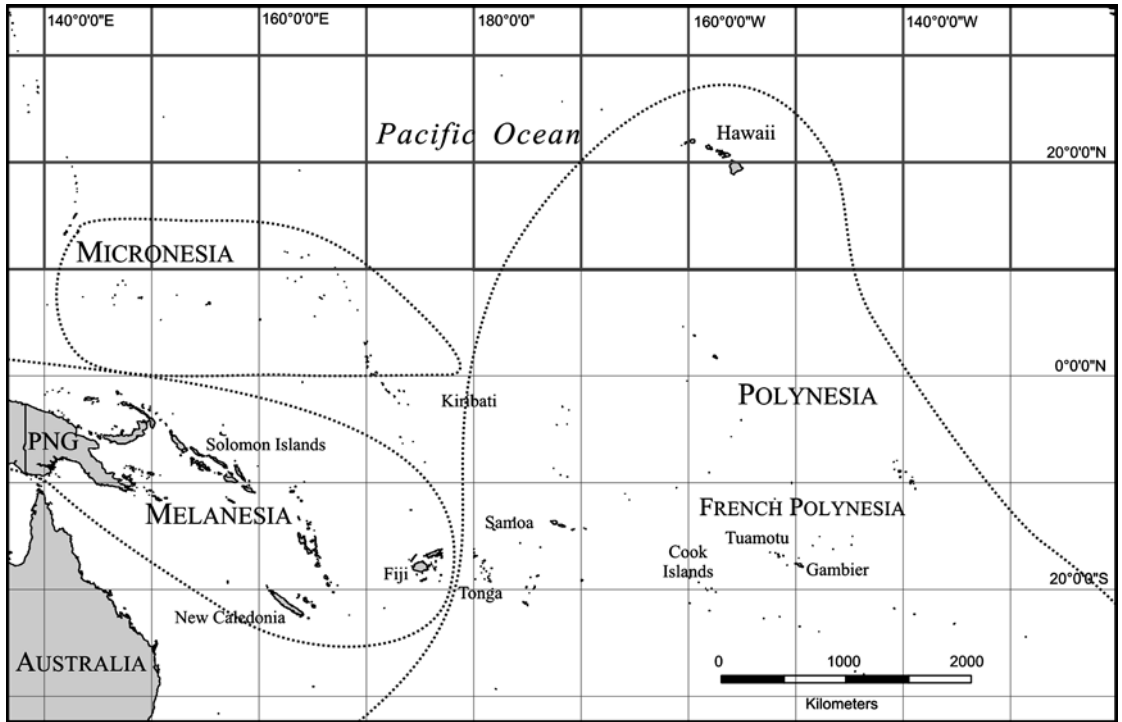 140°0'0"E
160°0'0"E
180°0'0"
160°0'0"W
140°0'0"W
Pacific Ocean
Hawaii
20°0'0"N
MICRONESIA
0°0'0"N
Kiribati
POLYNESIA
PNG
Solomon Islands
MELANESIA
FRENCH POLYNESIA
Samoa
Tuamotu
Cook
Islands
Gambier
Fiji
Tonga
20°0'0"S
New Caledonia
AUSTRALIA
0
1000
2000
Kilometers